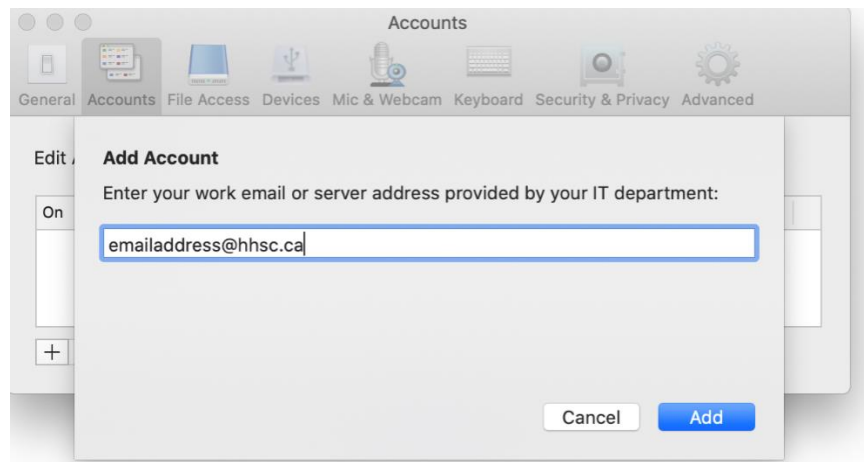 Accounts
General Accounts File Access Devices Mic & Webcam Keyboard Security & Privacy Advanced
Edit
Add Account
Enter your work email or server address provided by your IT department:
On
emailaddress@hhsc.ca
+
Cancel Add